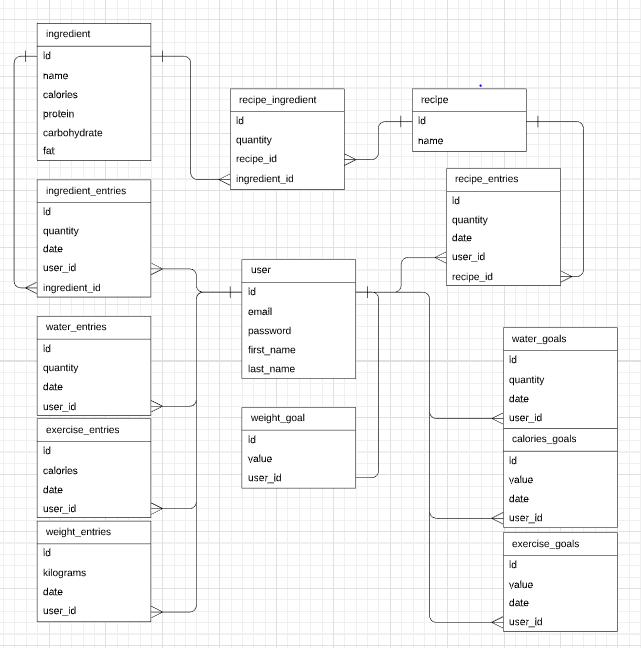 ingredient
id
name
calories
protein
carbohydrate
fat
recipe_ingredient
id
quantity
recipe_id
ingredient_id
recipe
id
name
recipe_entries
id
quantity
date
user_id
recipe_id
ingredient_entries
id
quantity
date
user_id
ingredient_id
user
id
email
password
first_name
last_name
water_entries
id
quantity
date
user_id
exercise_entries
id
calories
date
user_id
weight_entries
id
kilograms
date
user_id
weight_goal
id
value
user_id
water_goals
id
quantity
date
user_id
calories_goals
id
value
date
user_id
exercise_goals
id
value
date
user_id